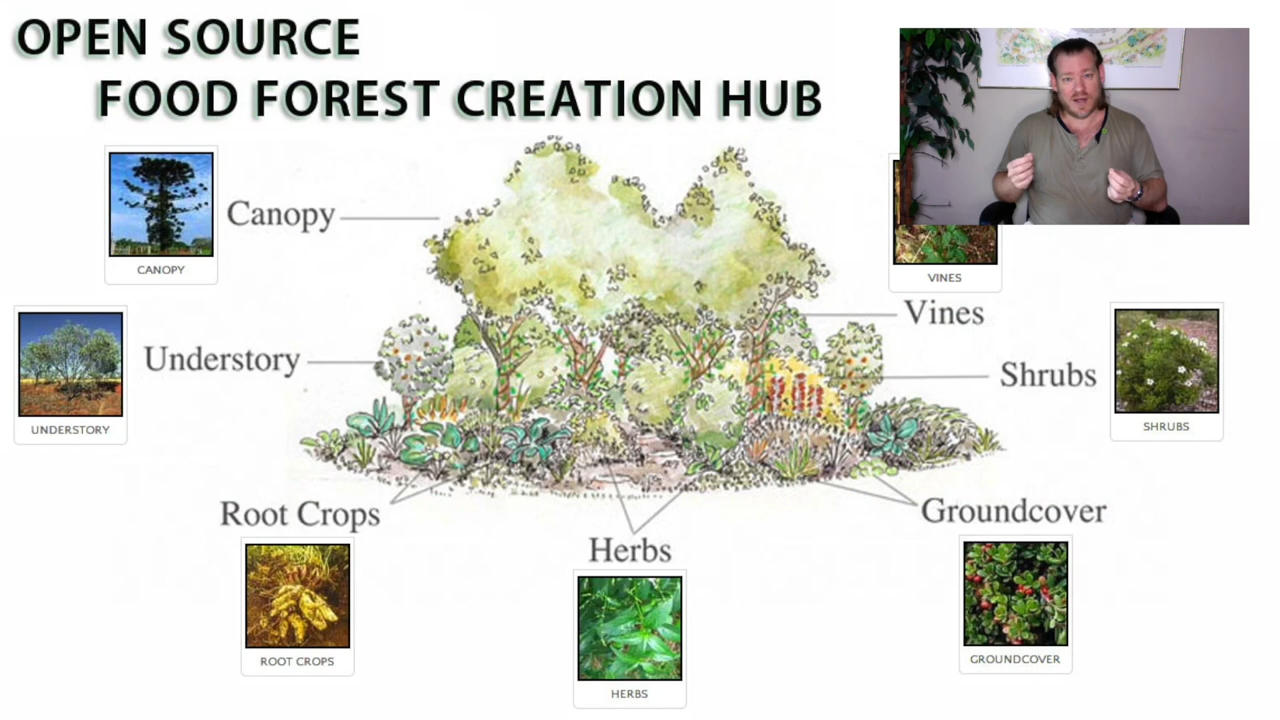 OPEN SOURCE
FOOD FOREST CREATION HUB
Canopy
CANOPY
VINES
Vines
Understory
UNDERSTORY
Shrubs
SHRUBS
Root Crops
ROOT CROPS
Herbs
HERBS
Groundcover
GROUNDCOVER